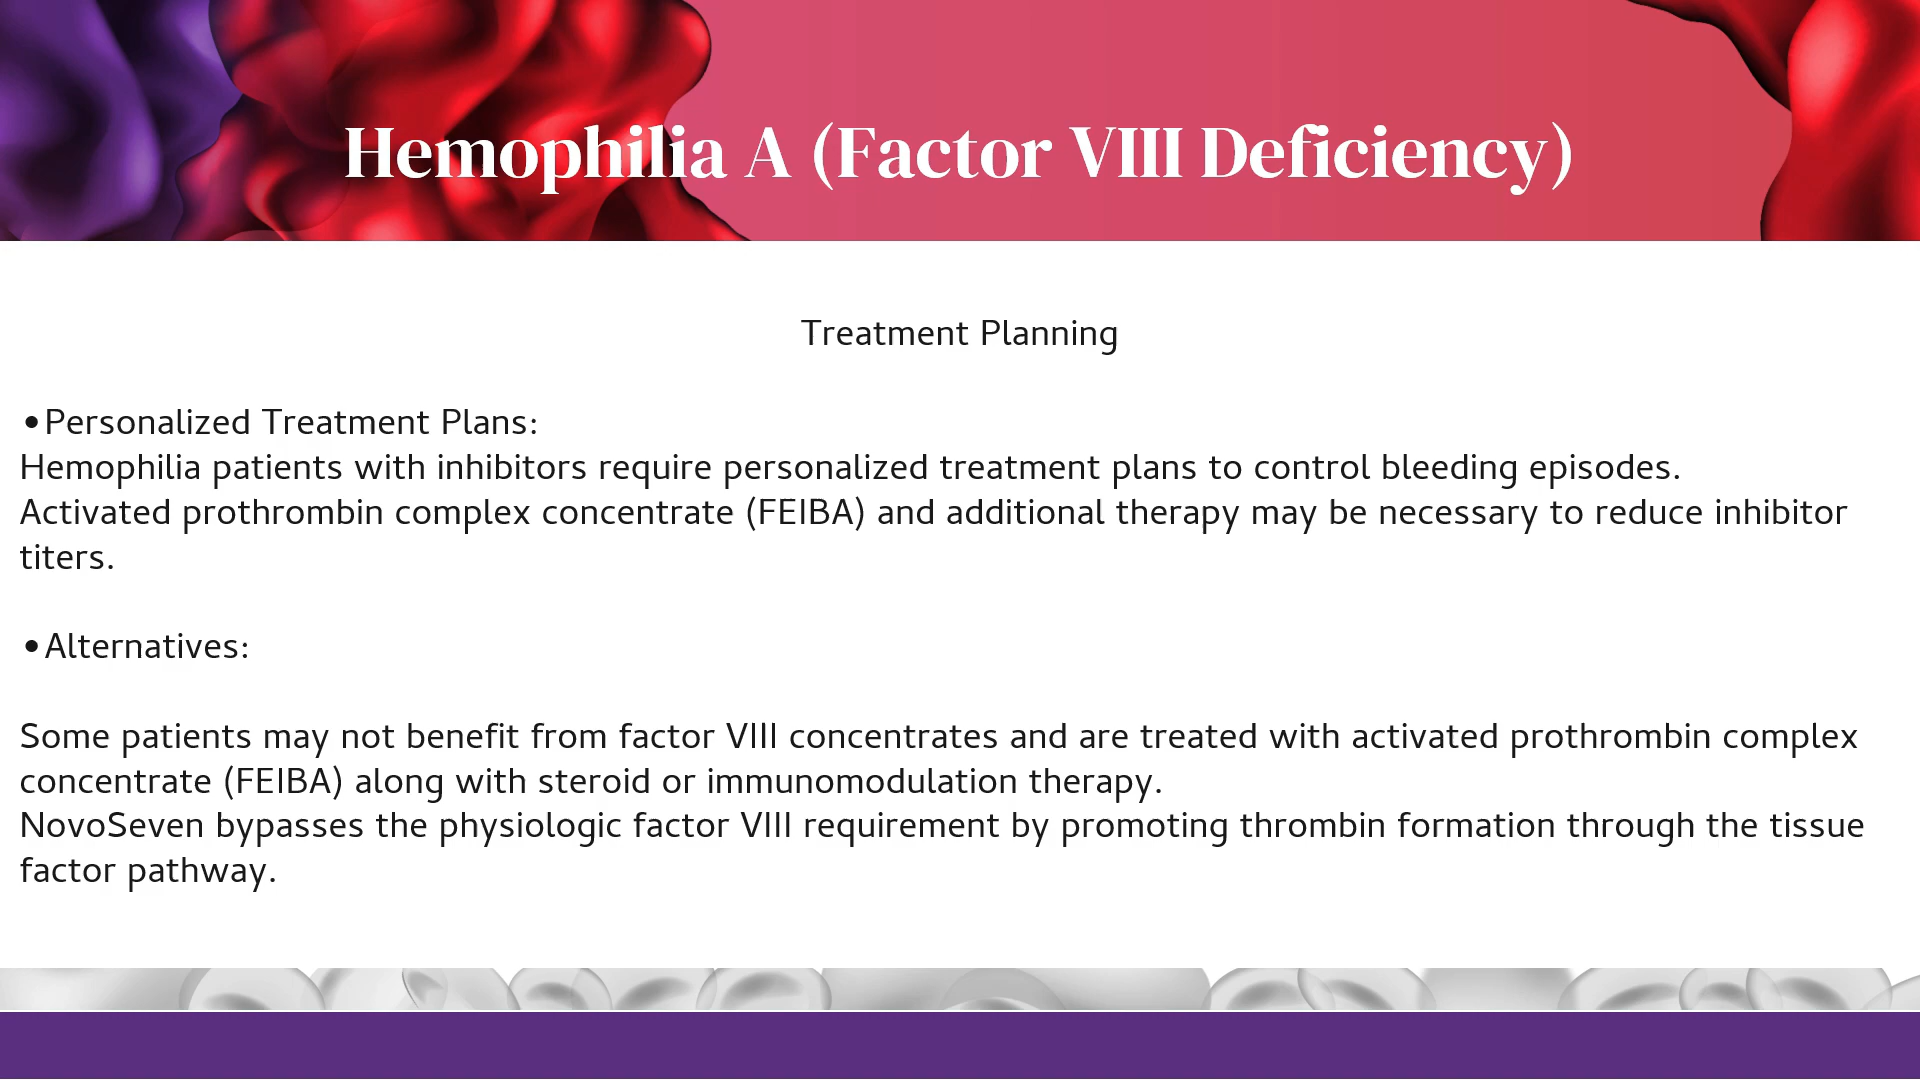 Hemophilia A (Factor VIII Deficiency)
Treatment Planning
•Personalized Treatment Plans:
Hemophilia patients with inhibitors require personalized treatment plans to control bleeding episodes.
Activated prothrombin complex concentrate (FEIBA) and additional therapy may be necessary to reduce inhibitor
titers.
•Alternatives:
Some patients may not benefit from factor VIII concentrates and are treated with activated prothrombin complex
concentrate (FEIBA) along with steroid or immunomodulation therapy.
NovoSeven bypasses the physiologic factor VIII requirement by promoting thrombin formation through the tissue
factor pathway.